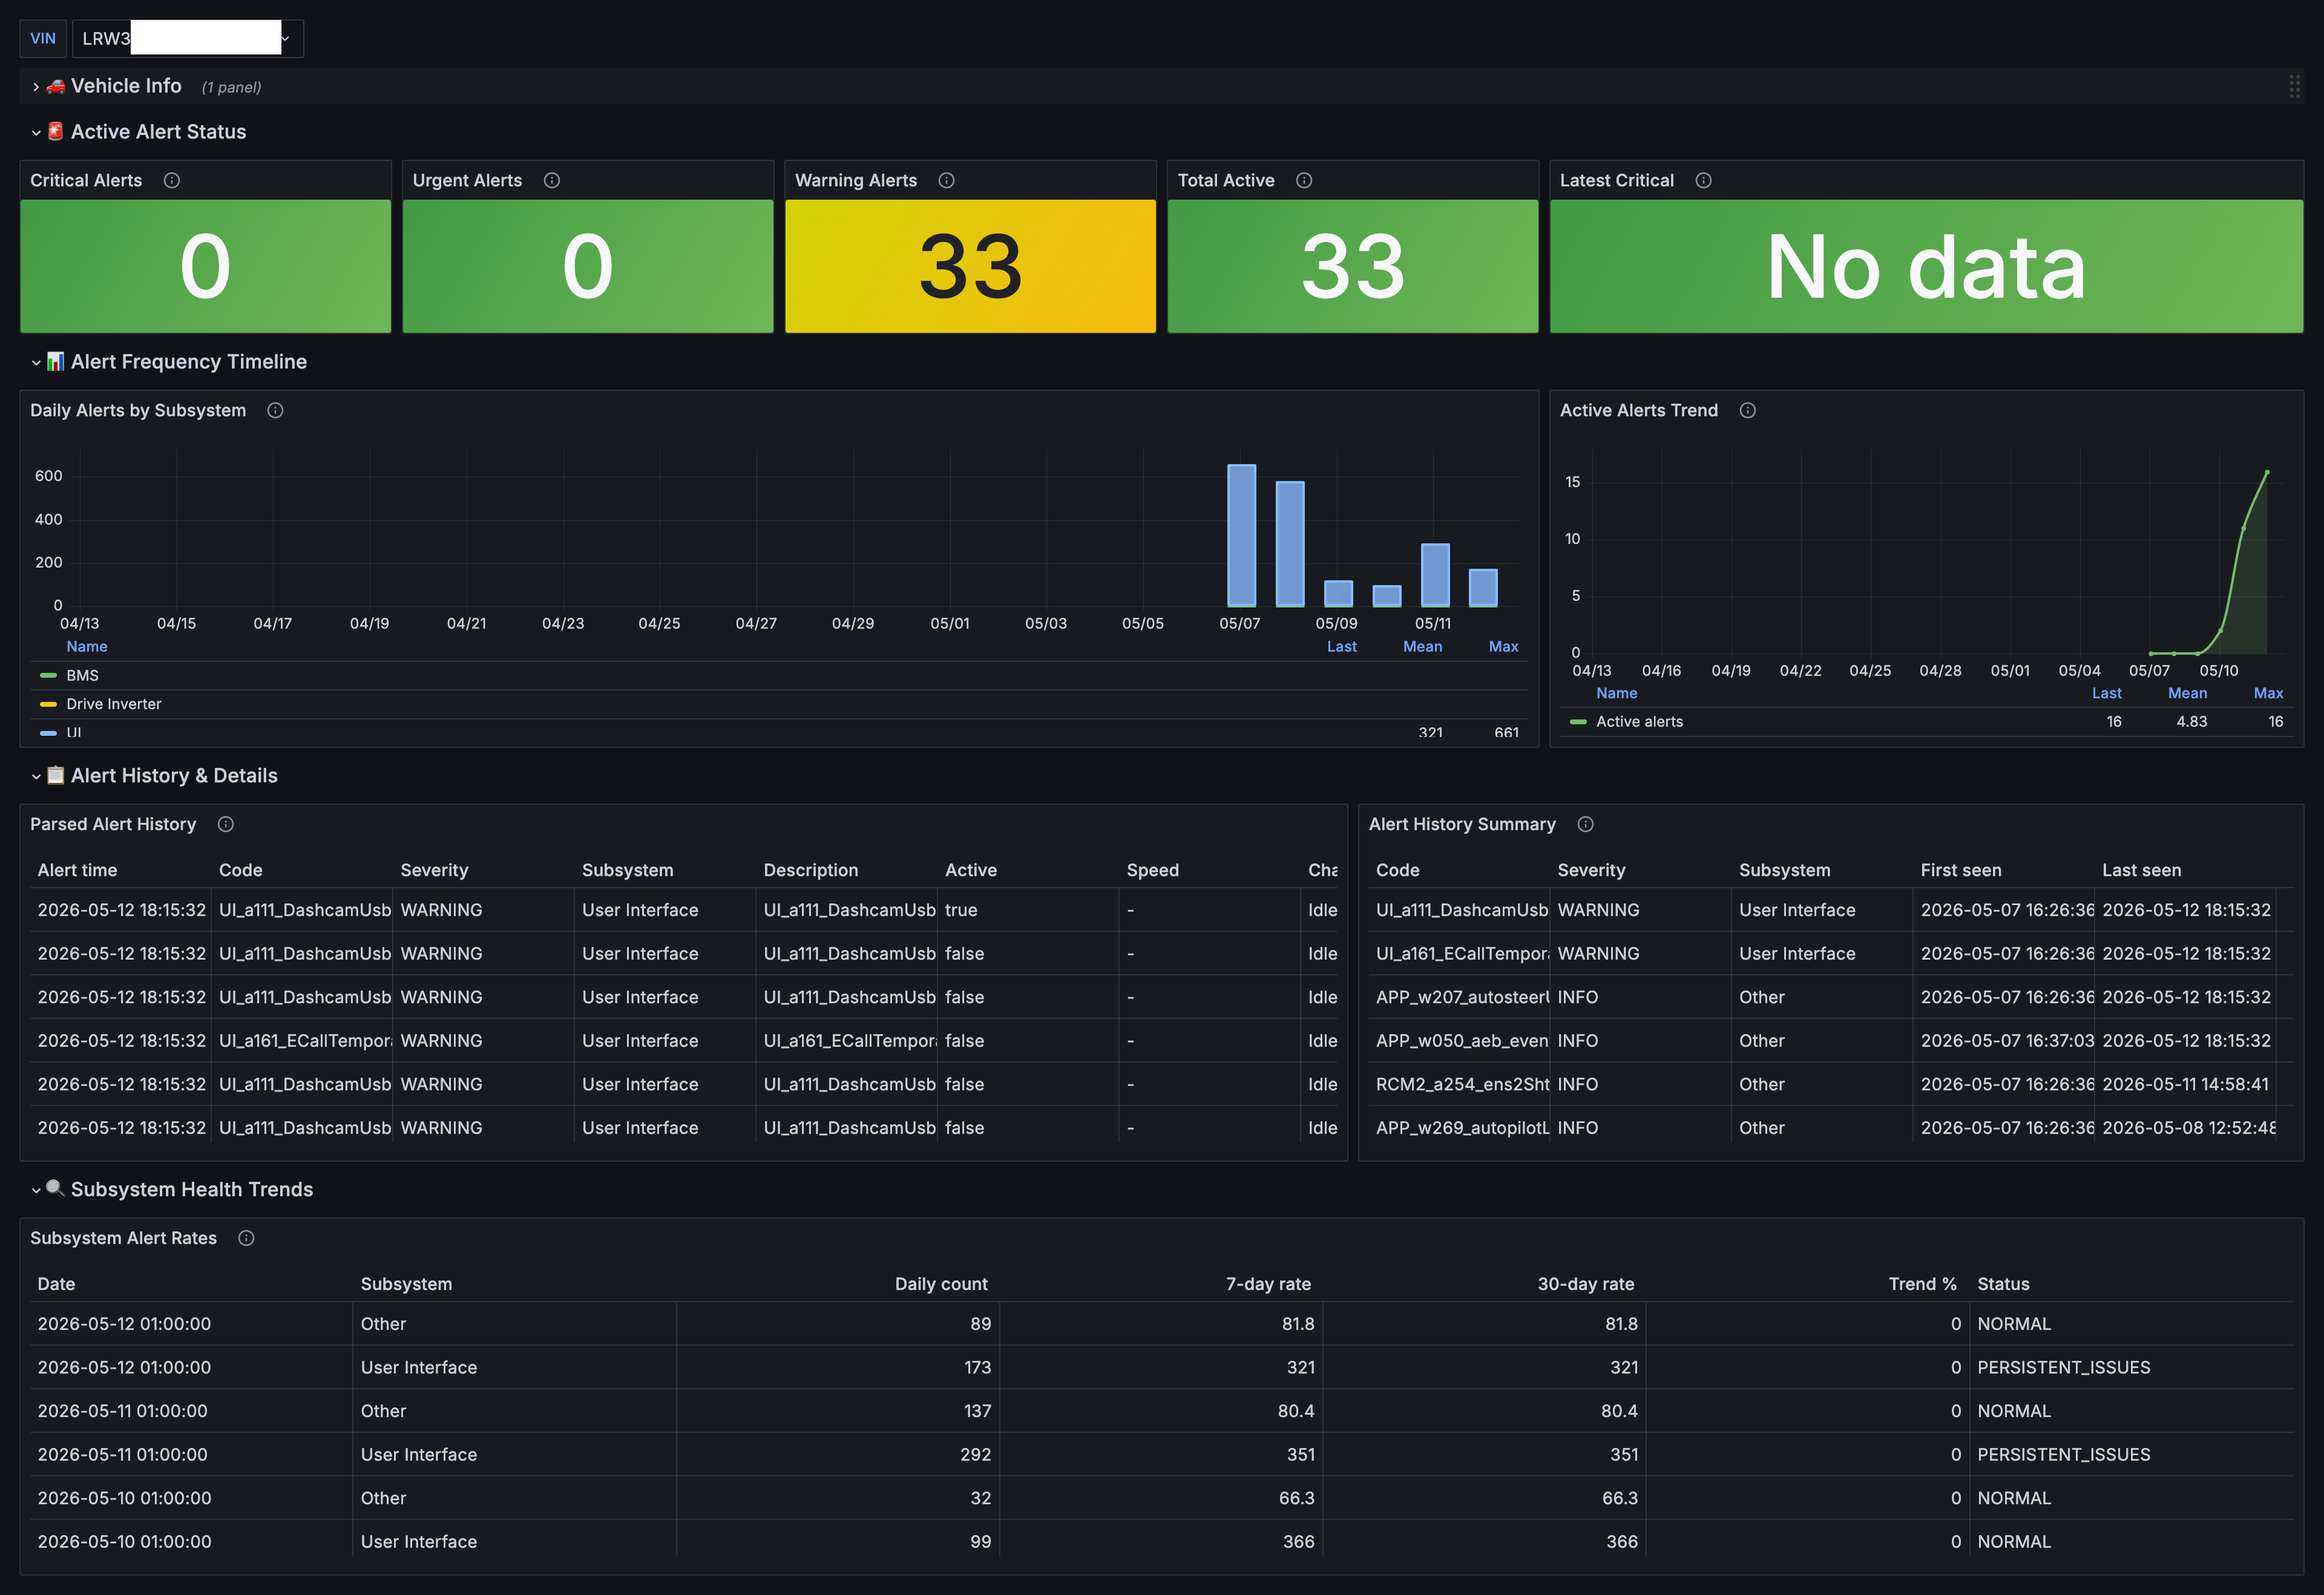 VIN LRW3
Vehicle Info (1 panel)
Active Alert Status
Critical Alerts Urgent Alerts Warning Alerts Total Active Latest Critical
0 0 33 33 No data
Alert Frequency Timeline
Daily Alerts by Subsystem
600
400
200
0
04/13 04/15 04/17 04/19 04/21 04/23 04/25 04/27 04/29 05/01 05/03 05/05 05/07 05/09 05/11
Name Last Mean Max
BMS
Drive Inverter
UI 321 661
Active Alerts Trend
15
10
5
0
04/13 04/16 04/19 04/22 04/25 04/28 05/01 05/04 05/07 05/10
Name Last Mean Max
Active alerts 16 4.83 16
Alert History & Details
Parsed Alert History
Alert time Code Severity Subsystem Description Active Speed Cha
2026-05-12 18:15:32 UI_a111_DashcamUsb WARNING User Interface UI_a111_DashcamUsb true - Idle
2026-05-12 18:15:32 UI_a111_DashcamUsb WARNING User Interface UI_a111_DashcamUsb false - Idle
2026-05-12 18:15:32 UI_a111_DashcamUsb WARNING User Interface UI_a111_DashcamUsb false - Idle
2026-05-12 18:15:32 UI_a161_ECallTempora WARNING User Interface UI_a161_ECallTempora false - Idle
2026-05-12 18:15:32 UI_a111_DashcamUsb WARNING User Interface UI_a111_DashcamUsb false - Idle
2026-05-12 18:15:32 UI_a111_DashcamUsb WARNING User Interface UI_a111_DashcamUsb false - Idle
Alert History Summary
Code Severity Subsystem First seen Last seen
UI_a111_DashcamUsb WARNING User Interface 2026-05-07 16:26:36 2026-05-12 18:15:32
UI_a161_ECallTempora WARNING User Interface 2026-05-07 16:26:36 2026-05-12 18:15:32
APP_w207_autosteerU INFO Other 2026-05-07 16:26:36 2026-05-12 18:15:32
APP_w050_aeb_even INFO Other 2026-05-07 16:37:03 2026-05-12 18:15:32
RCM2_a254_ens2Sht INFO Other 2026-05-07 16:26:36 2026-05-11 14:58:41
APP_w269_autopilotL INFO Other 2026-05-07 16:26:36 2026-05-08 12:52:48
Subsystem Health Trends
Subsystem Alert Rates
Date Subsystem Daily count 7-day rate 30-day rate Trend % Status
2026-05-12 01:00:00 Other 89 81.8 81.8 0 NORMAL
2026-05-12 01:00:00 User Interface 173 321 321 0 PERSISTENT_ISSUES
2026-05-11 01:00:00 Other 137 80.4 80.4 0 NORMAL
2026-05-11 01:00:00 User Interface 292 351 351 0 PERSISTENT_ISSUES
2026-05-10 01:00:00 Other 32 66.3 66.3 0 NORMAL
2026-05-10 01:00:00 User Interface 99 366 366 0 NORMAL